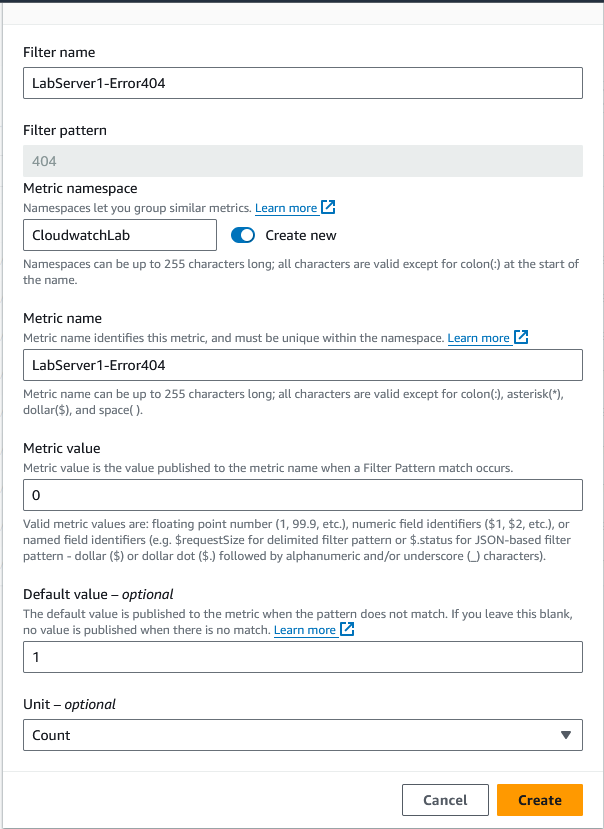 Filter name
LabServer1-Error404
Filter pattern
404
Metric namespace
Namespaces let you group similar metrics. Learn more
CloudwatchLab
Create new
Namespaces can be up to 255 characters long; all characters are valid except for colon(:) at the start of
the name.
Metric name
Metric name identifies this metric, and must be unique within the namespace. Learn more
LabServer1-Error404
Metric name can be up to 255 characters long; all characters are valid except for colon(:), asterisk(*),
dollar($), and space( ).
Metric value
Metric value is the value published to the metric name when a Filter Pattern match occurs.
0
Valid metric values are: floating point number (1, 99.9, etc.), numeric field identifiers ($1, $2, etc.), or
named field identifiers (e.g. $requestSize for delimited filter pattern or $.status for JSON-based filter
pattern - dollar ($) or dollar dot ($.) followed by alphanumeric and/or underscore (_) characters).
Default value – optional
The default value is published to the metric when the pattern does not match. If you leave this blank,
no value is published when there is no match. Learn more
1
Unit – optional
Count
Cancel
Create